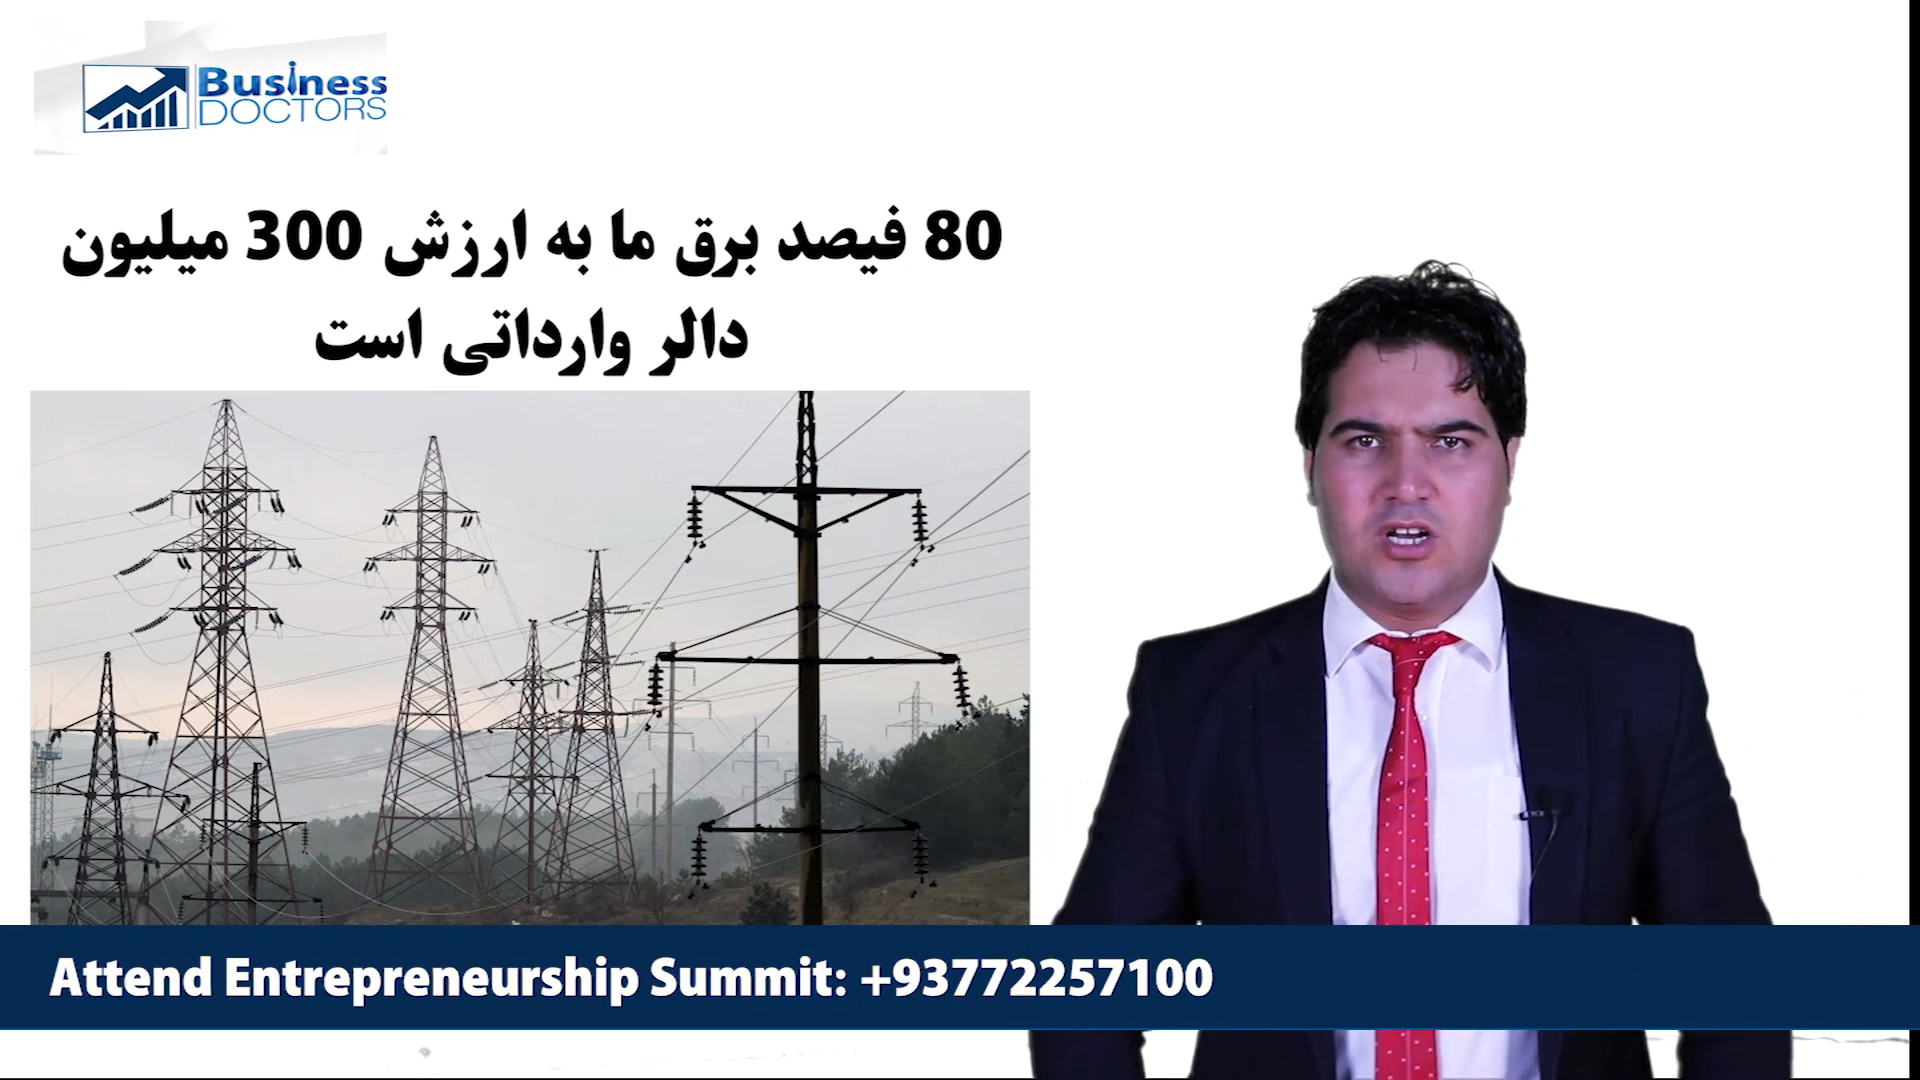 Business
DOCTORS
80 فیصد برق ما به ارزش 300 میلیون
دالر وارداتی است
Attend Entrepreneurship Summit: +93772257100